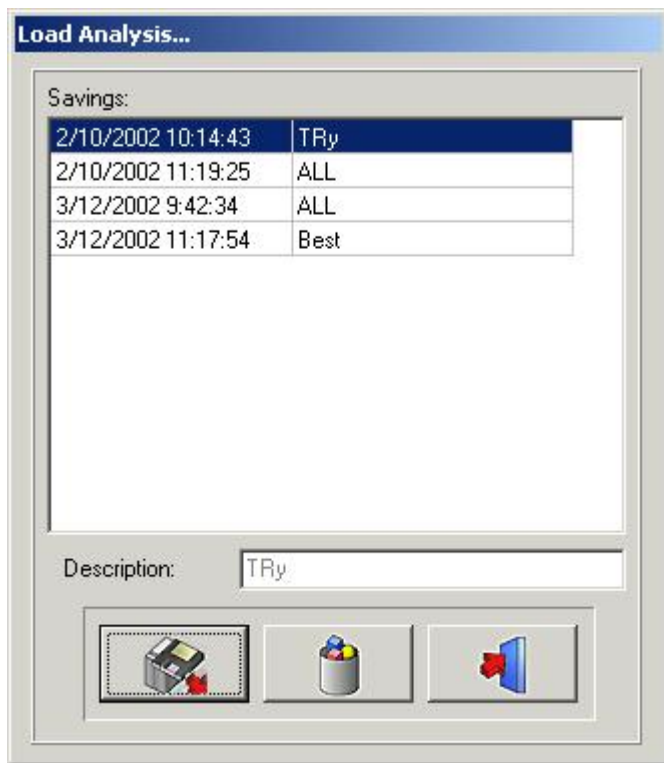 Load Analysis...
Savings:
2/10/2002 10:14:43 TRy
2/10/2002 11:19:25 ALL
3/12/2002 9:42:34 ALL
3/12/2002 11:17:54 Best
Description: TRy